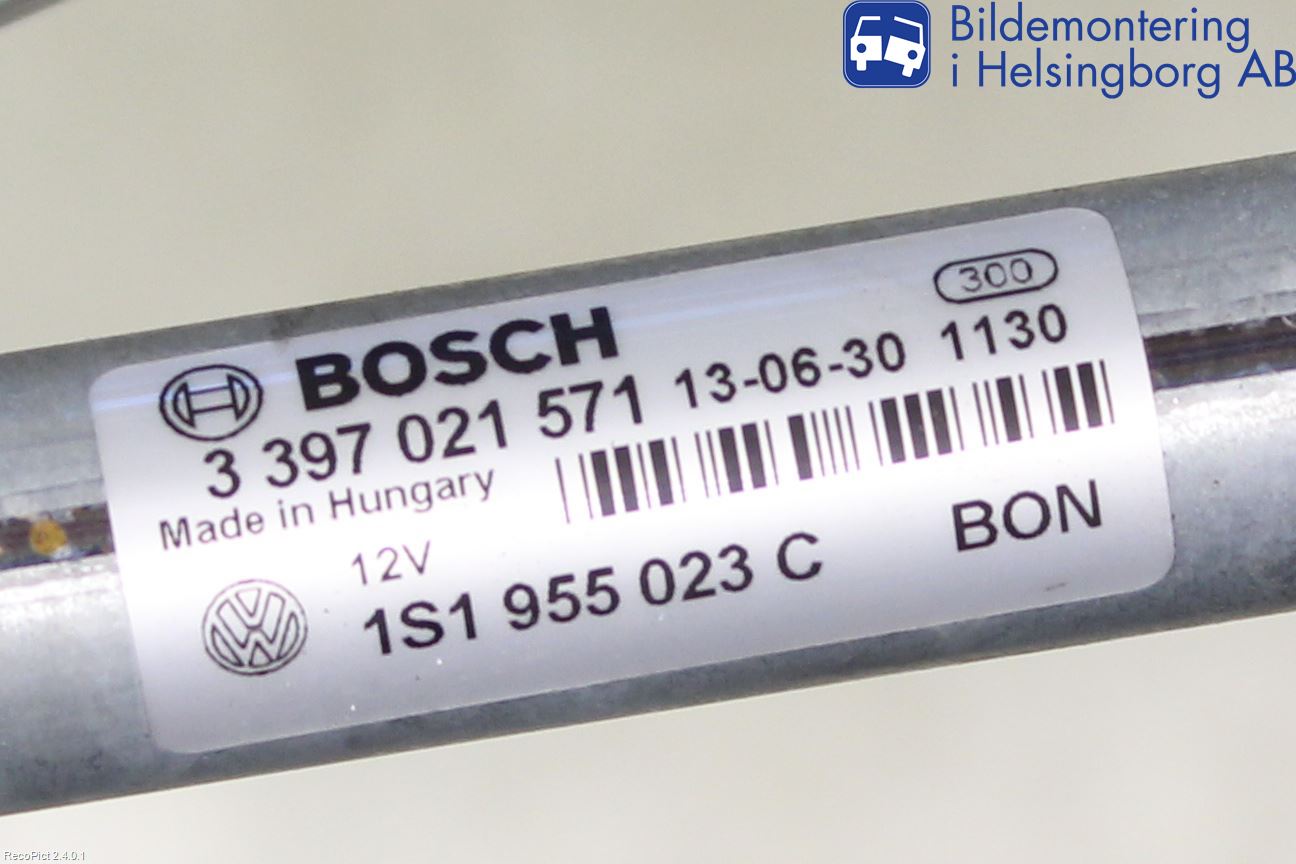 Bildemontering
i Helsingborg AB
300
BOSCH
3 397 021 571 13-06-30 1130
Made in Hungary
12V
BON
1S1 955 023 C
RecoPict 2.4.0.1